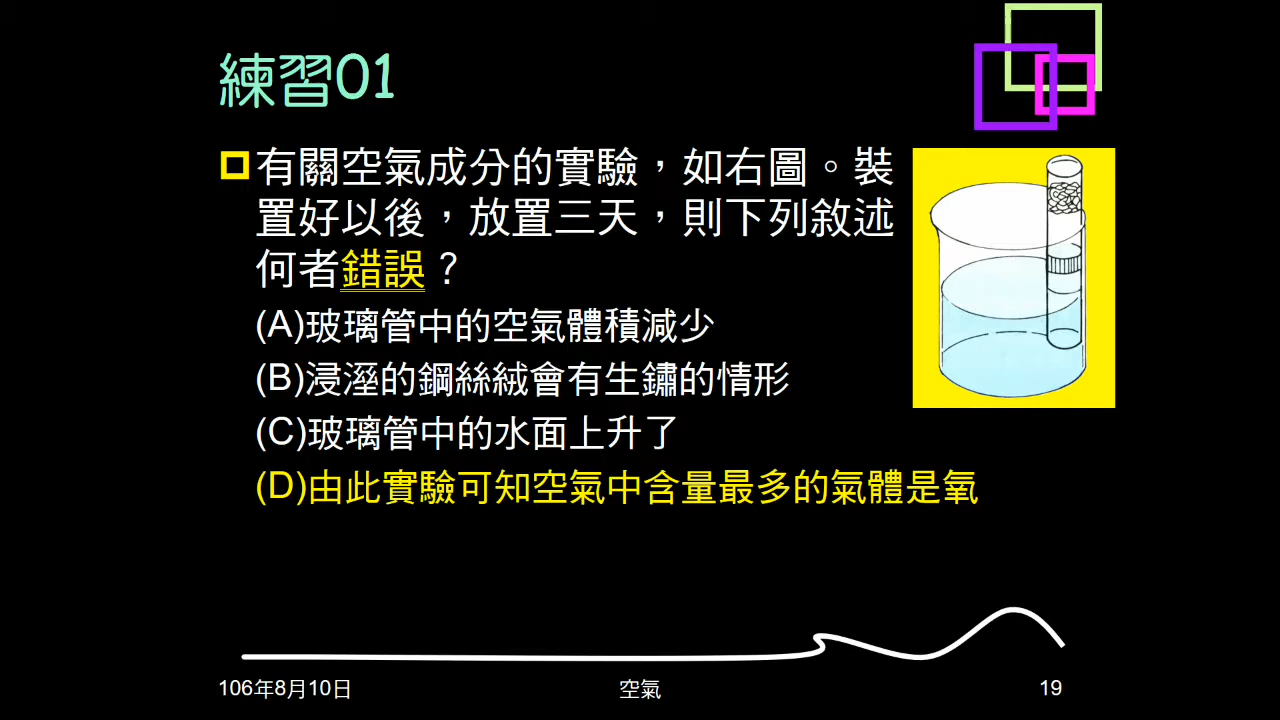 練習01
有關空氣成分的實驗，如右圖。裝
置好以後，放置三天，則下列敘述
何者錯誤？
(A)玻璃管中的空氣體積減少
(B)浸溼的鋼絲絨會有生鏽的情形
(C)玻璃管中的水面上升了
(D)由此實驗可知空氣中含量最多的氣體是氧
106年8月10日
空氣
19